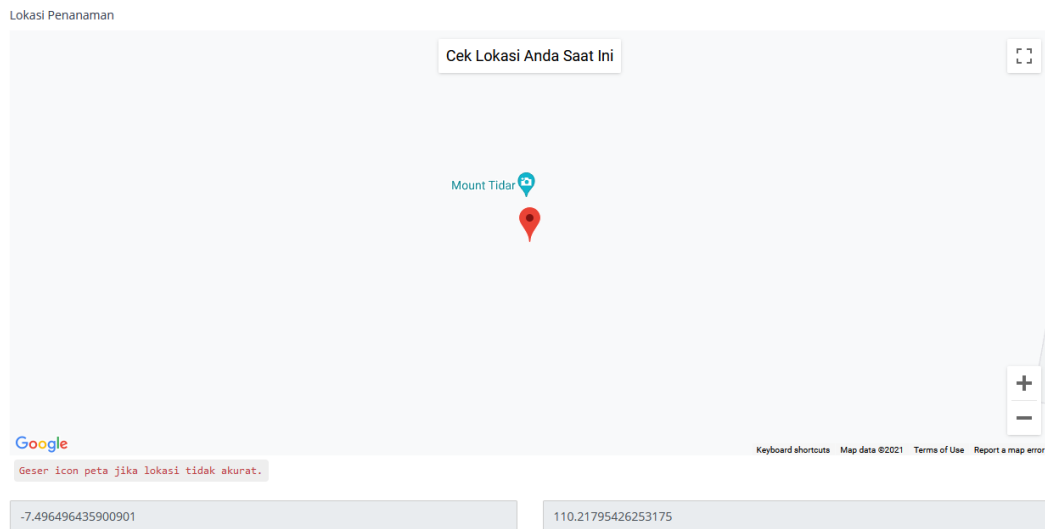 Lokasi Penanaman
Cek Lokasi Anda Saat Ini
Mount Tidar
Google
Keyboard shortcuts Map data ©2021 Terms of Use Report a map error
Geser icon peta jika lokasi tidak akurat.
-7.496496435900901 110.21795426253175